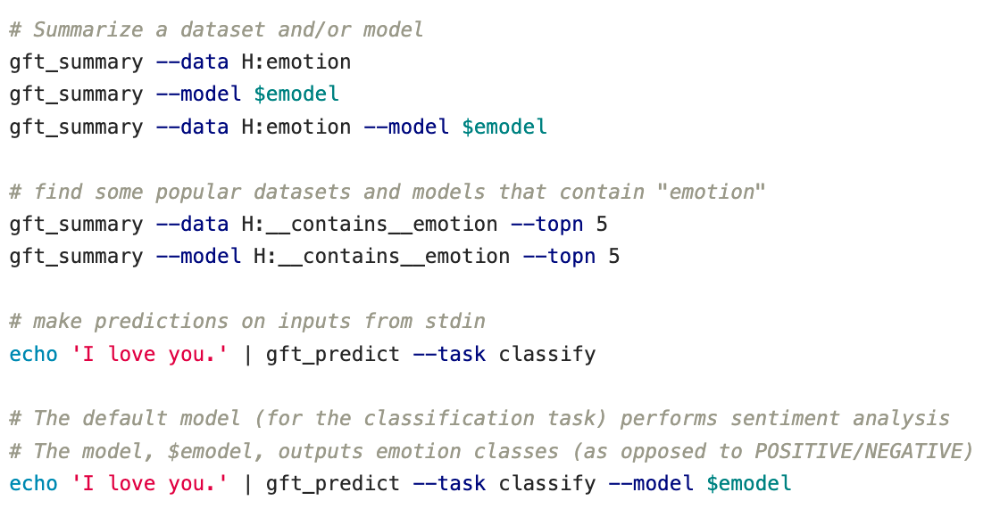 # Summarize a dataset and/or model
gft_summary --data H:emotion
gft_summary --model $emodel
gft_summary --data H:emotion --model $emodel
# find some popular datasets and models that contain "emotion"
gft_summary --data H:__contains__emotion --topn 5
gft_summary --model H:__contains__emotion --topn 5
# make predictions on inputs from stdin
echo 'I love you.' | gft_predict --task classify
# The default model (for the classification task) performs sentiment analysis
# The model, $emodel, outputs emotion classes (as opposed to POSITIVE/NEGATIVE)
echo 'I love you.' | gft_predict --task classify --model $emodel